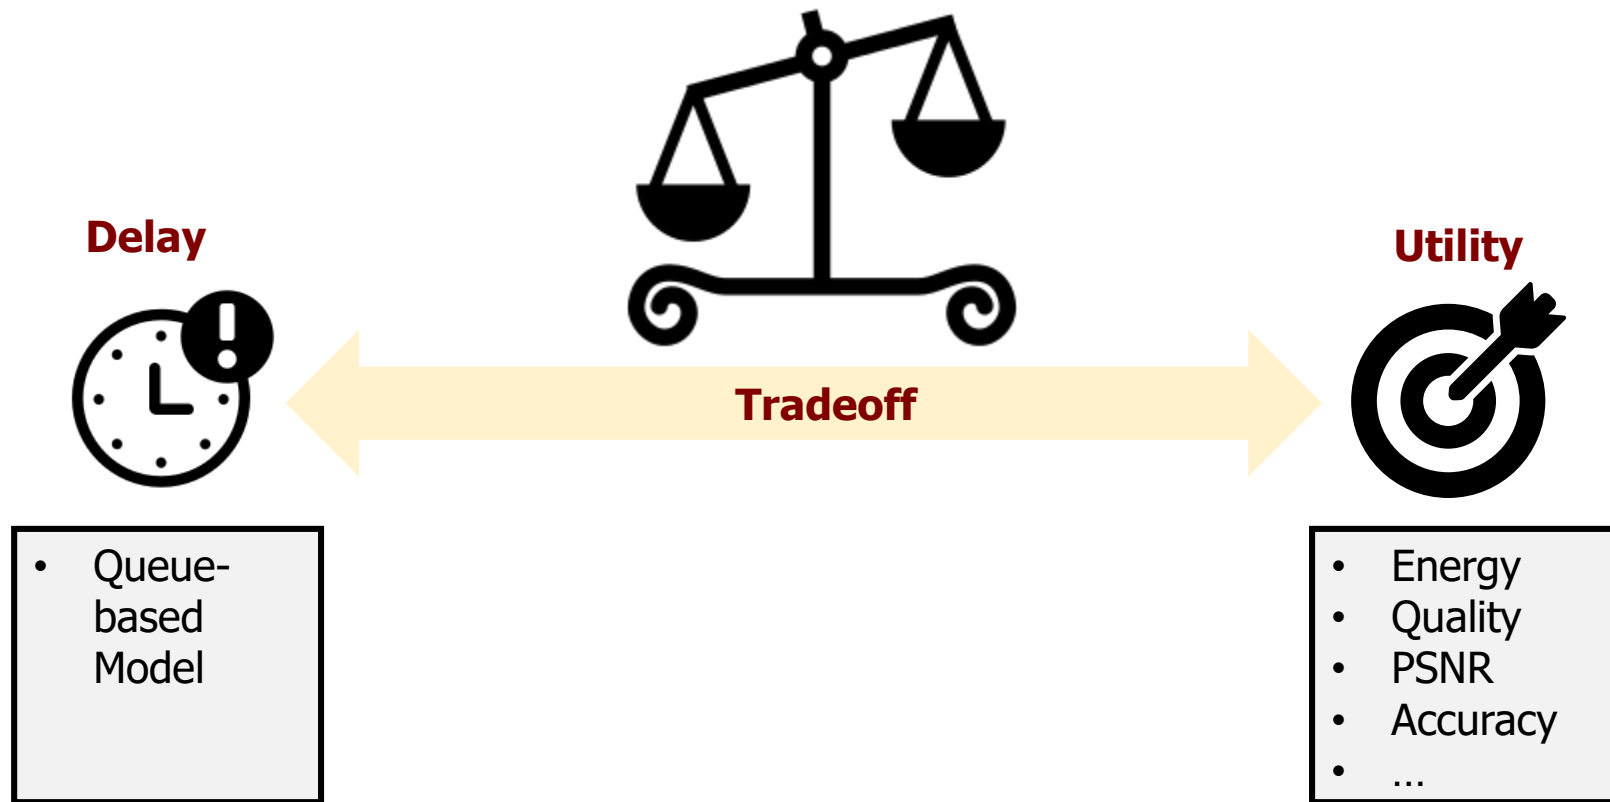 Delay
Utility
Tradeoff
• Queue-
based
Model
• Energy
• Quality
• PSNR
• Accuracy
• ...